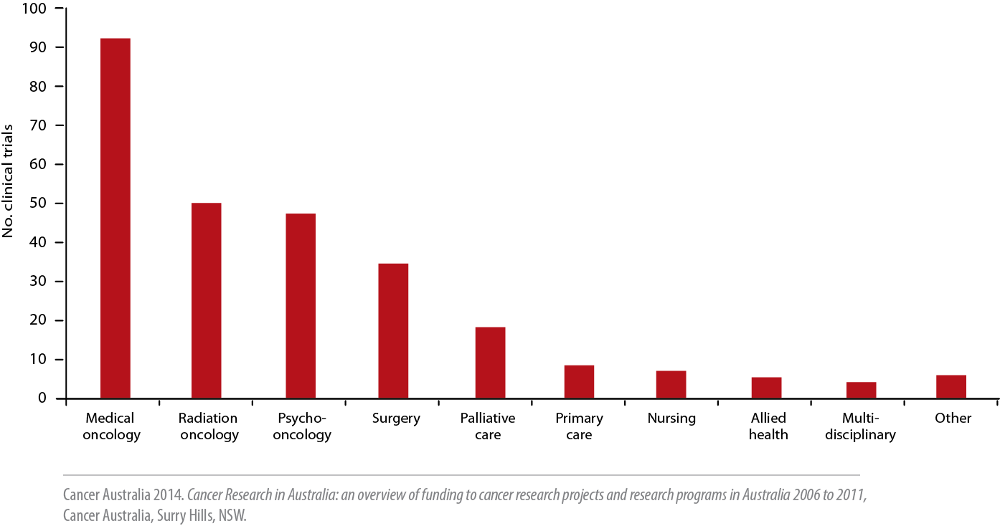 100
90
80
70
60
50
40
30
20
10
0
No. clinical trials
Medical
oncology
Radiation
oncology
Psycho-
oncology
Surgery
Palliative
care
Primary
care
Nursing
Allied
health
Multi-
disciplinary
Other
Cancer Australia 2014. Cancer Research in Australia: an overview of funding to cancer research projects and research programs in Australia 2006 to 2011,
Cancer Australia, Surry Hills, NSW.